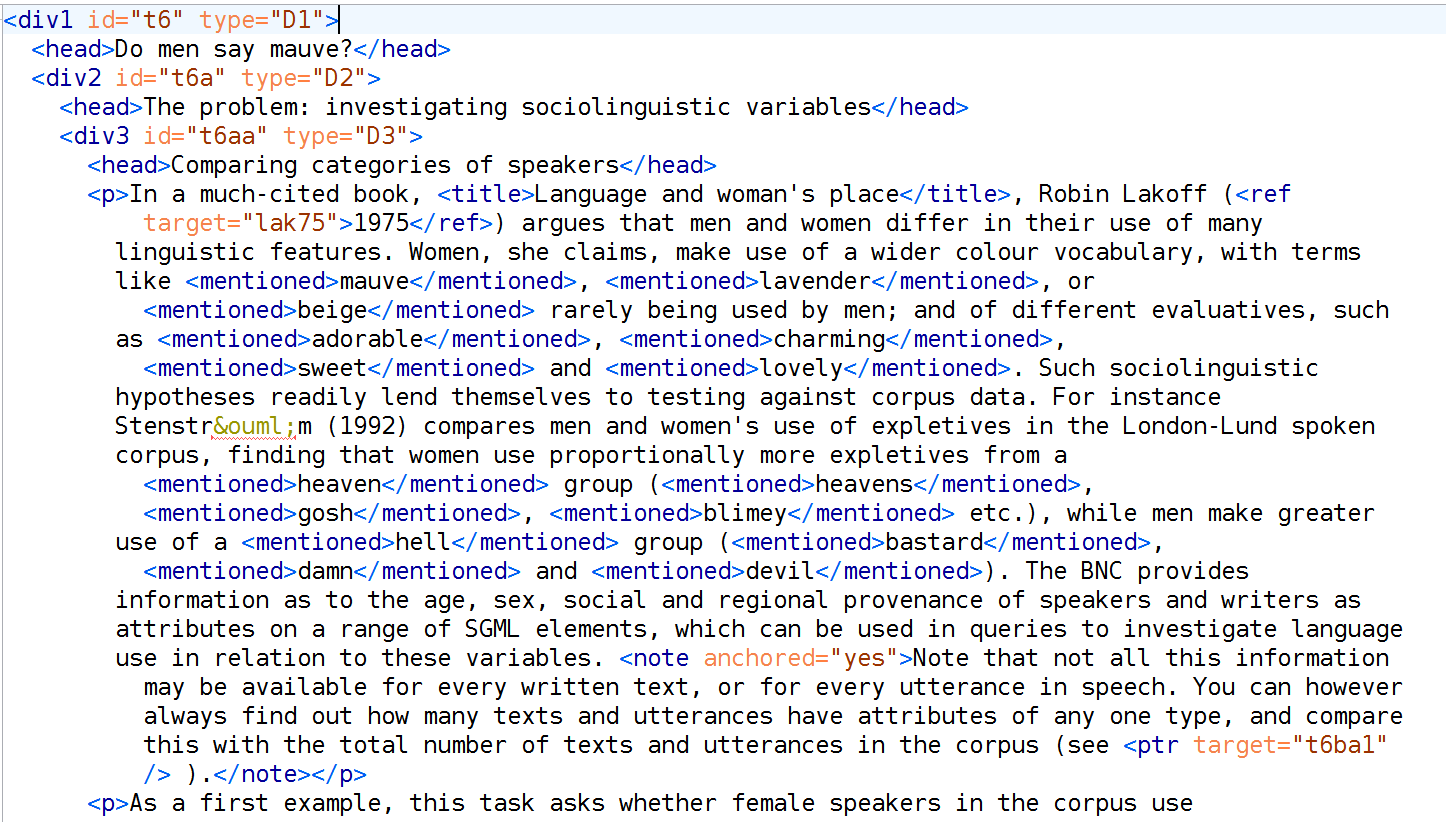 <div1 id="t6" type="D1">
<head>Do men say mauve?</head>
<div2 id="t6a" type="D2">
<head>The problem: investigating sociolinguistic variables</head>
<div3 id="t6aa" type="D3">
<head>Comparing categories of speakers</head>
<p>In a much-cited book, <title>Language and woman's place</title>, Robin Lakoff (<ref
target="lak75">1975</ref>) argues that men and women differ in their use of many
linguistic features. Women, she claims, make use of a wider colour vocabulary, with terms
like <mentioned>mauve</mentioned>, <mentioned>lavender</mentioned>, or
<mentioned>beige</mentioned> rarely being used by men; and of different evaluatives, such
as <mentioned>adorable</mentioned>, <mentioned>charming</mentioned>,
<mentioned>sweet</mentioned> and <mentioned>lovely</mentioned>. Such sociolinguistic
hypotheses readily lend themselves to testing against corpus data. For instance
Stenstr&ouml;m (1992) compares men and women's use of expletives in the London-Lund spoken
corpus, finding that women use proportionally more expletives from a
<mentioned>heaven</mentioned> group (<mentioned>heavens</mentioned>,
<mentioned>gosh</mentioned>, <mentioned>blimey</mentioned> etc.), while men make greater
use of a <mentioned>hell</mentioned> group (<mentioned>bastard</mentioned>,
<mentioned>damn</mentioned> and <mentioned>devil</mentioned>). The BNC provides
information as to the age, sex, social and regional provenance of speakers and writers as
attributes on a range of SGML elements, which can be used in queries to investigate language
use in relation to these variables. <note anchored="yes">Note that not all this information
may be available for every written text, or for every utterance in speech. You can however
always find out how many texts and utterances have attributes of any one type, and compare
this with the total number of texts and utterances in the corpus (see <ptr target="t6ba1"
/> ).</note></p>
<p>As a first example, this task asks whether female speakers in the corpus use